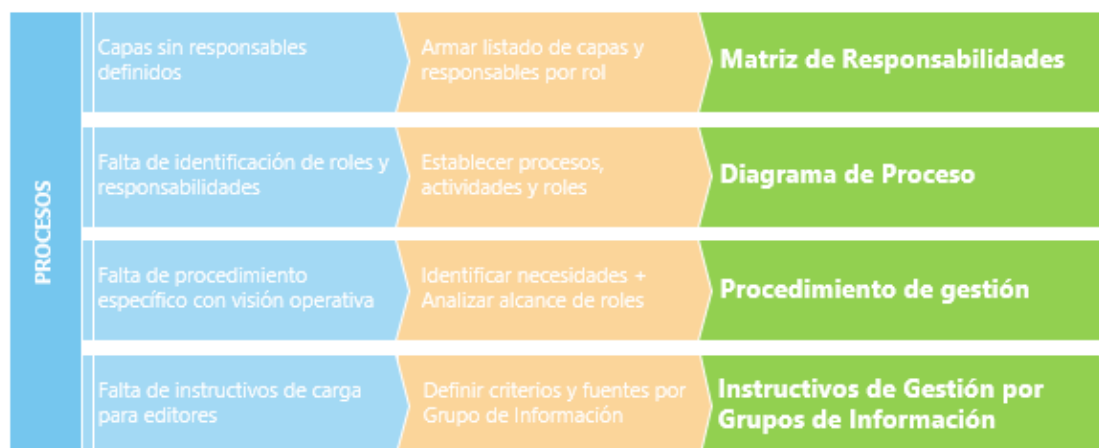 PROCESOS
Capas sin responsables
definidos
Armar listado de capas y
responsables por rol
Matriz de Responsabilidades
Falta de identificación de roles y
responsabilidades
Establecer procesos,
actividades y roles
Diagrama de Proceso
Falta de procedimiento
específico con visión operativa
Identificar necesidades +
Analizar alcance de roles
Procedimiento de gestión
Falta de instructivos de carga
para editores
Definir criterios y fuentes por
Grupo de Información
Instructivos de Gestión por
Grupos de Información